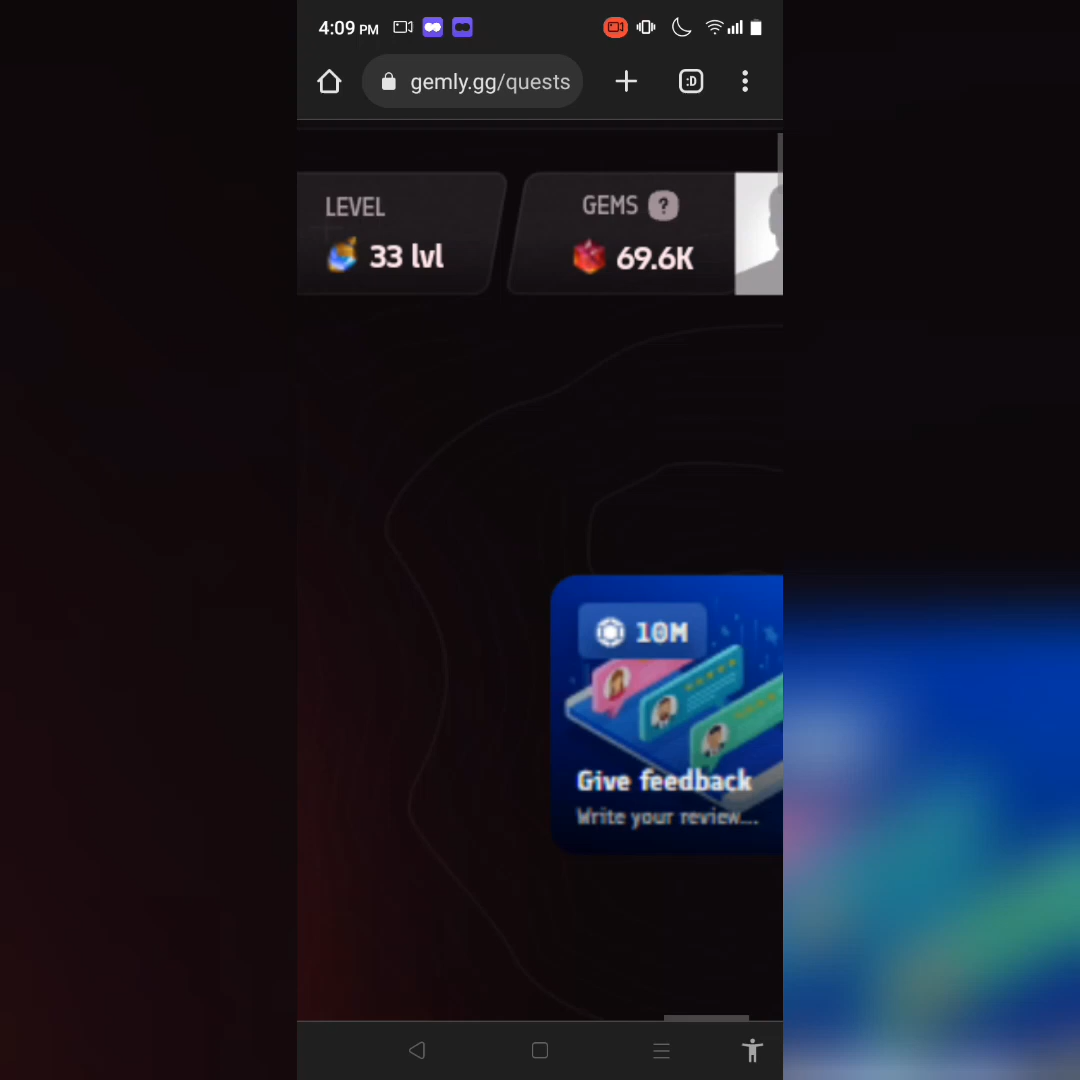 4:09 PM
gemly.gg/quests
:D
LEVEL
33 lvl
GEMS ?
69.6K
10M
Give feedback
Write your review...